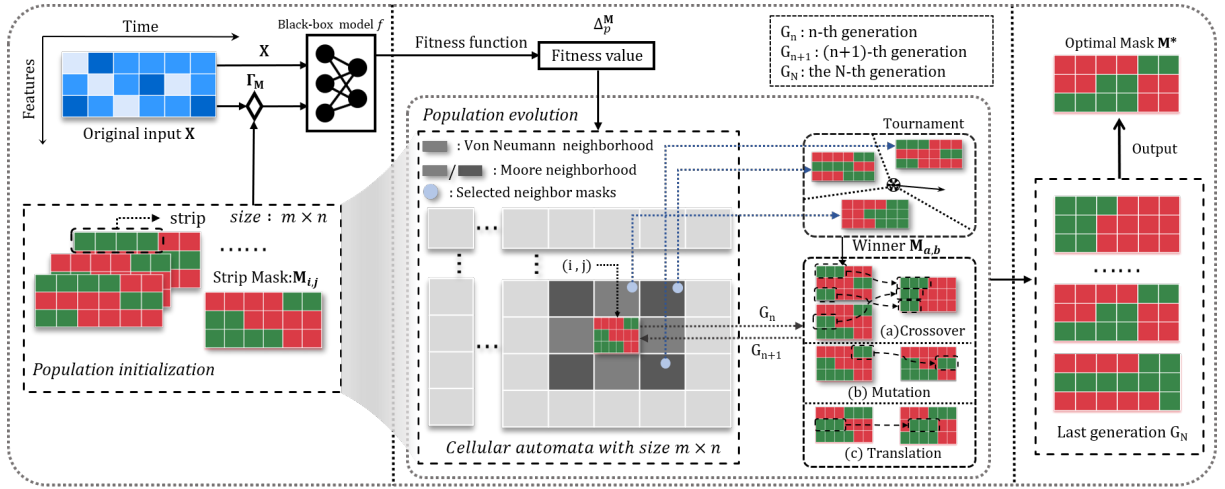 Time
Features
Original input X
X
Γ_M
Black-box model f
Fitness function
Δ_p^M
Fitness value
G_n : n-th generation
G_{n+1} : (n+1)-th generation
G_N : the N-th generation
strip
size : m × n
......
Strip Mask:M_{i,j}
Population initialization
Population evolution
: Von Neumann neighborhood
/
: Moore neighborhood
: Selected neighbor masks
(i , j)
Cellular automata with size m × n
G_n
G_{n+1}
Tournament
Winner M_{a,b}
(a)Crossover
(b) Mutation
(c) Translation
Optimal Mask M*
Output
......
Last generation G_N